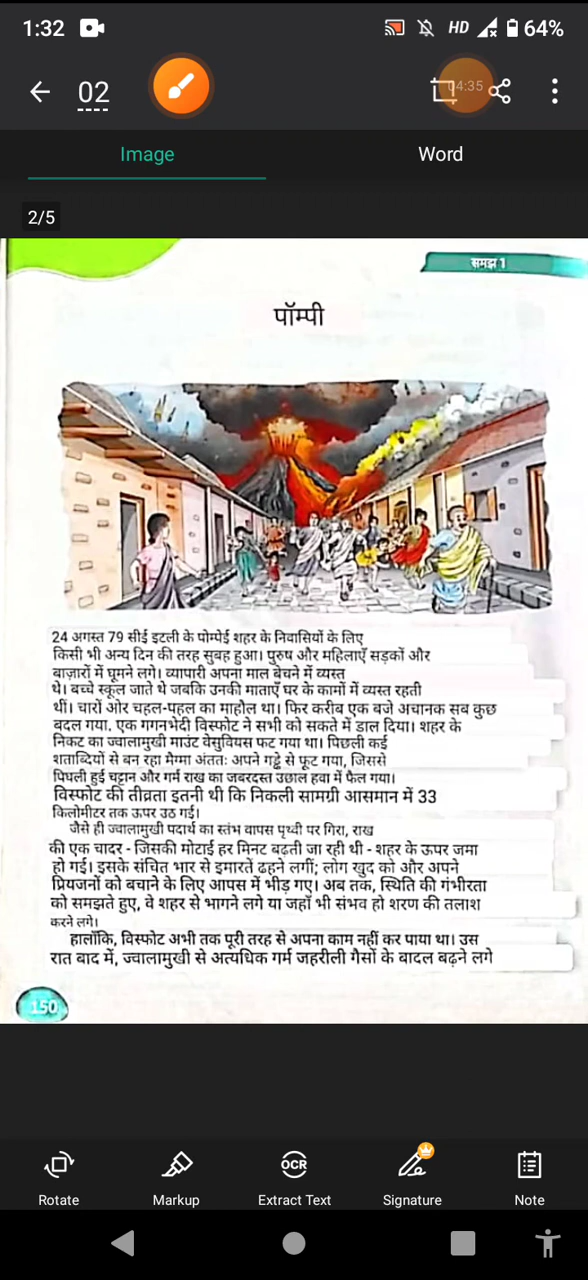 1:32
HD
64%
02
04:35
Image
Word
2/5
समझ 1
पॉम्पी
24 अगस्त 79 सीई इटली के पोम्पेई शहर के निवासियों के लिए
किसी भी अन्य दिन की तरह सुबह हुआ। पुरुष और महिलाएँ सड़कों और
बाज़ारों में घूमने लगे। व्यापारी अपना माल बेचने में व्यस्त
थे। बच्चे स्कूल जाते थे जबकि उनकी माताएँ घर के कामों में व्यस्त रहती
थीं। चारों ओर चहल-पहल का माहौल था। फिर करीब एक बजे अचानक सब कुछ
बदल गया. एक गगनभेदी विस्फोट ने सभी को सकते में डाल दिया। शहर के
निकट का ज्वालामुखी माउंट वेसुवियस फट गया था। पिछली कई
शताब्दियों से बन रहा मैग्मा अंततः अपने गड्ढे से फूट गया, जिससे
पिघली हुई चट्टान और गर्म राख का जबरदस्त उछाल हवा में फैल गया।
विस्फोट की तीव्रता इतनी थी कि निकली सामग्री आसमान में 33
किलोमीटर तक ऊपर उठ गई।
जैसे ही ज्वालामुखी पदार्थ का स्तंभ वापस पृथ्वी पर गिरा, राख
की एक चादर - जिसकी मोटाई हर मिनट बढ़ती जा रही थी - शहर के ऊपर जमा
हो गई। इसके संचित भार से इमारतें ढहने लगीं; लोग खुद को और अपने
प्रियजनों को बचाने के लिए आपस में भीड़ गए। अब तक, स्थिति की गंभीरता
को समझते हुए, वे शहर से भागने लगे या जहाँ भी संभव हो शरण की तलाश
करने लगे।
हालाँकि, विस्फोट अभी तक पूरी तरह से अपना काम नहीं कर पाया था। उस
रात बाद में, ज्वालामुखी से अत्यधिक गर्म जहरीली गैसों के बादल बढ़ने लगे
150
Rotate
Markup
OCR
Extract Text
Signature
Note